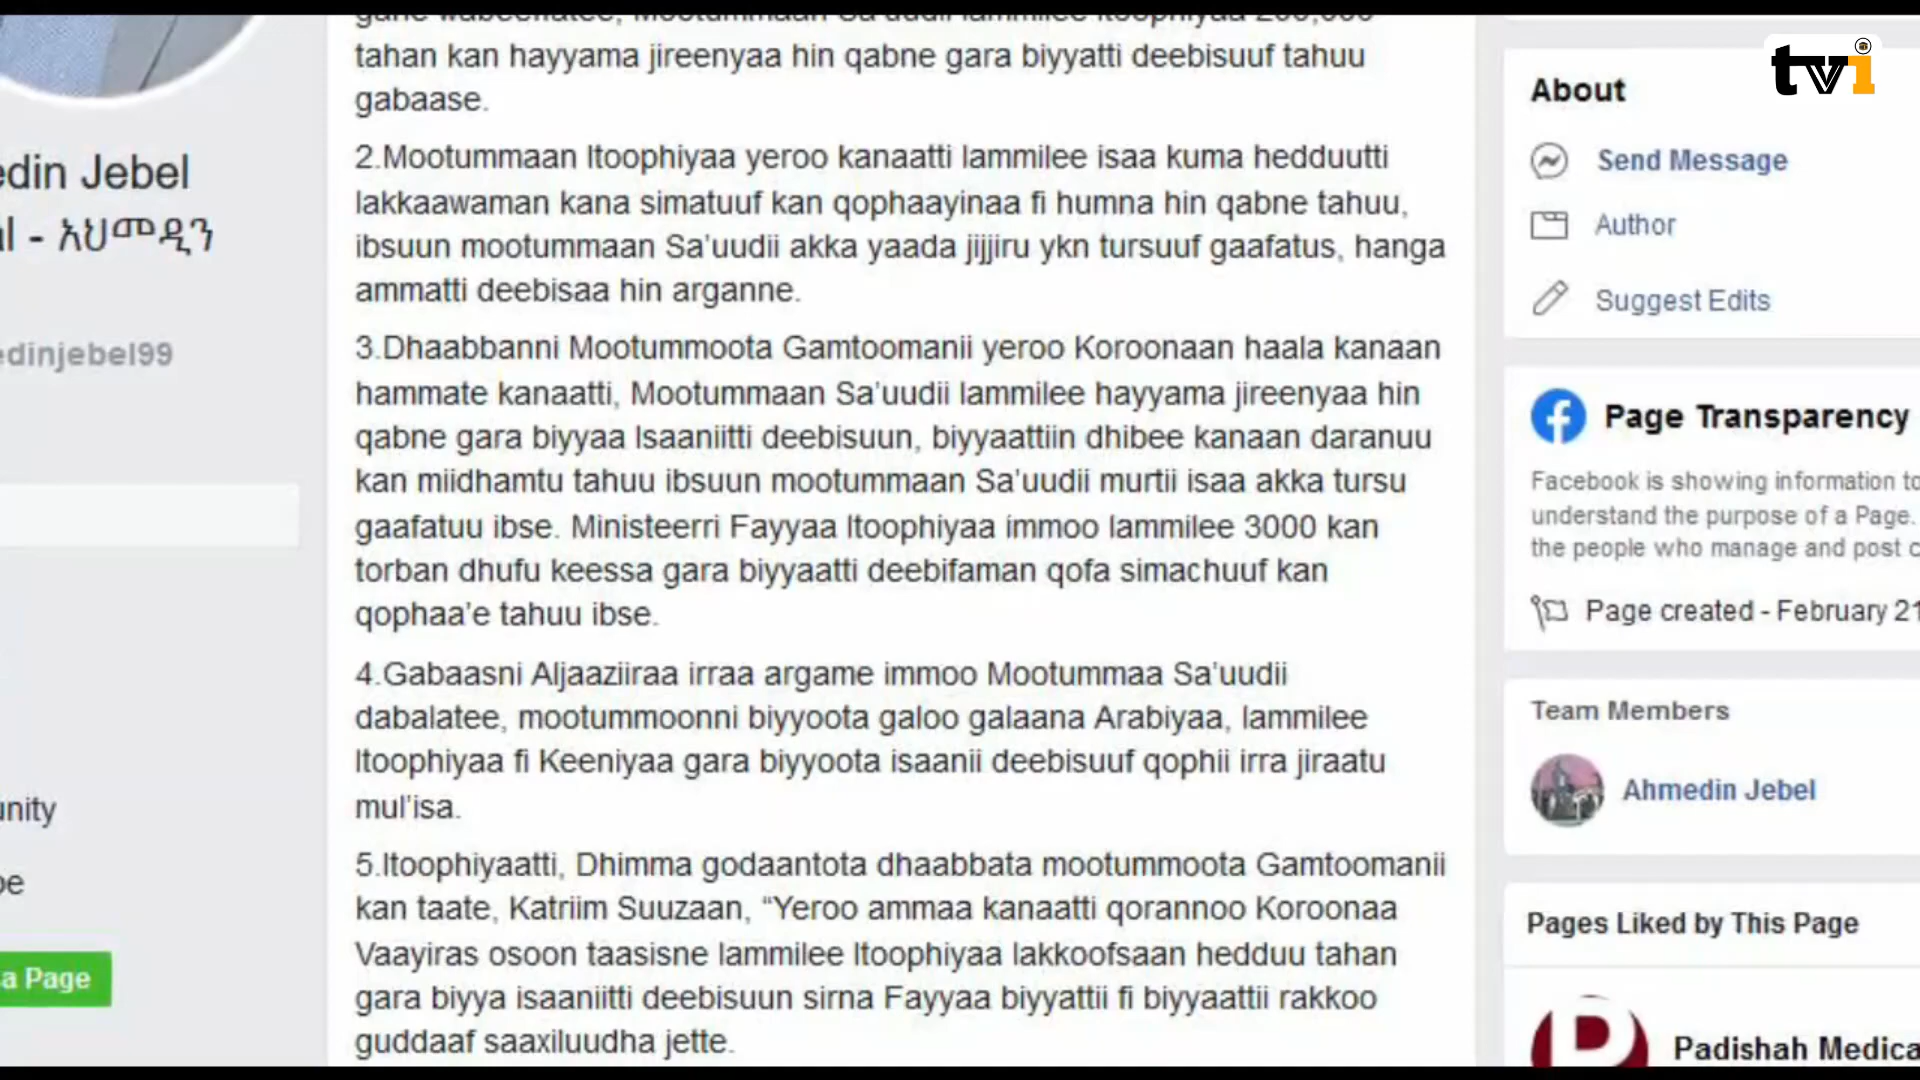 tahan kan hayyama jireenyaa hin qabne gara biyyatti deebisuuf tahuu
gabaase.
2.Mootummaan Itoophiyaa yeroo kanaatti lammilee isaa kuma hedduutti
lakkaawaman kana simatuuf kan qophaayinaa fi humna hin qabne tahuu,
ibsuun mootummaan Sa'uudii akka yaada jijjiru ykn tursuuf gaafatus, hanga
ammatti deebisaa hin arganne.
3.Dhaabbanni Mootummoota Gamtoomanii yeroo Koroonaan haala kanaan
hammate kanaatti, Mootummaan Sa'uudii lammilee hayyama jireenyaa hin
qabne gara biyyaa Isaaniitti deebisuun, biyyaattiin dhibee kanaan daranuu
kan miidhamtu tahuu ibsuun mootummaan Sa'uudii murtii isaa akka tursu
gaafatuu ibse. Ministeerri Fayyaa Itoophiyaa immoo lammilee 3000 kan
torban dhufu keessa gara biyyaatti deebifaman qofa simachuuf kan
qophaa'e tahuu ibse.
4.Gabaasni Aljaaziiraa irraa argame immoo Mootummaa Sa'uudii
dabalatee, mootummoonni biyyoota galoo galaana Arabiyaa, lammilee
Itoophiyaa fi Keeniyaa gara biyyoota isaanii deebisuuf qophii irra jiraatu
mul'isa.
5.Itoophiyaatti, Dhimma godaantota dhaabbata mootummoota Gamtoomanii
kan taate, Katriim Suuzaan, “Yeroo ammaa kanaatti qorannoo Koroonaa
Vaayiras osoon taasisne lammilee Itoophiyaa lakkoofsaan hedduu tahan
gara biyya isaaniitti deebisuun sirna Fayyaa biyyattii fi biyyaattii rakkoo
guddaaf saaxiluudha jette.
edin Jebel
l - አህመዲን
edinjebel99
unity
a Page
tvi
About
Send Message
Author
Suggest Edits
Page Transparency
Facebook is showing information to
understand the purpose of a Page.
the people who manage and post c
Page created - February 21
Team Members
Ahmedin Jebel
Pages Liked by This Page
Padishah Medica